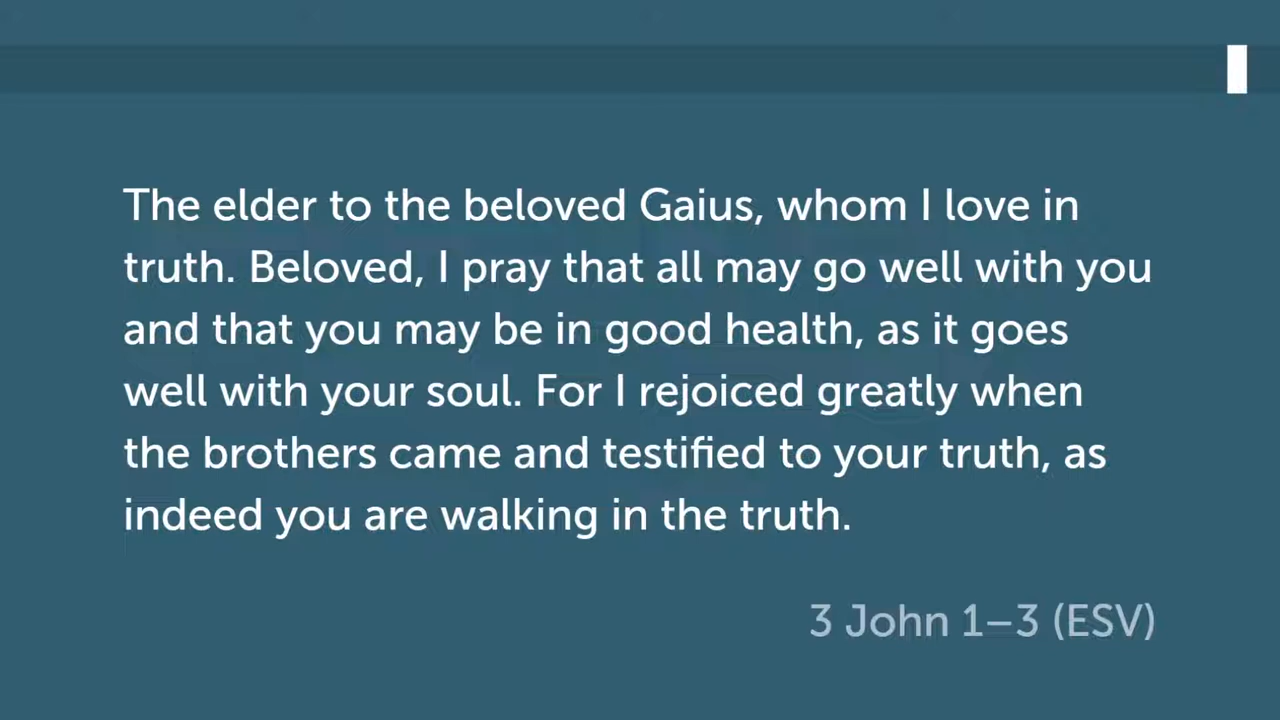 The elder to the beloved Gaius, whom I love in
truth. Beloved, I pray that all may go well with you
and that you may be in good health, as it goes
well with your soul. For I rejoiced greatly when
the brothers came and testified to your truth, as
indeed you are walking in the truth.
3 John 1–3 (ESV)